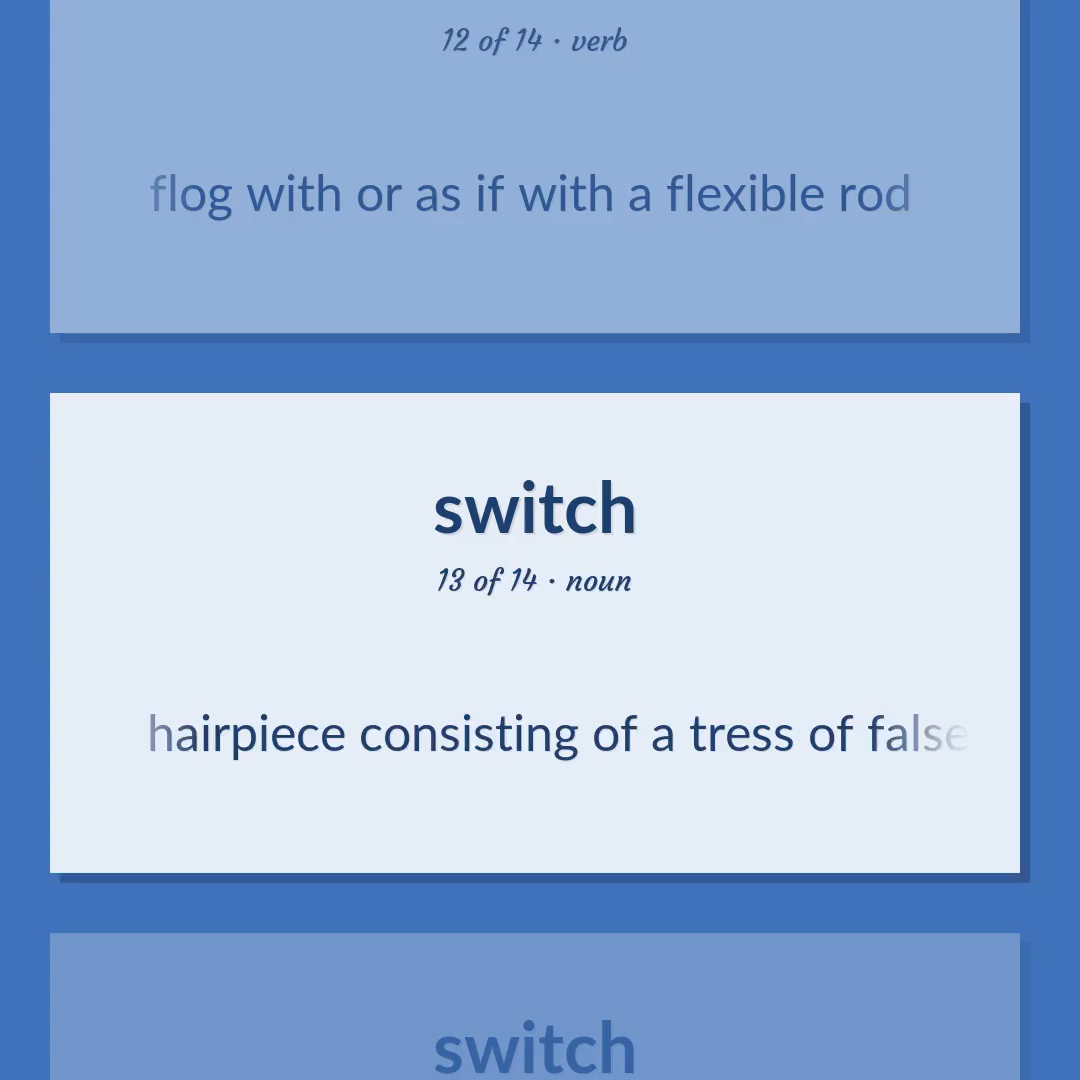 12 of 14 · verb
flog with or as if with a flexible rod
switch
13 of 14 · noun
hairpiece consisting of a tress of false
switch